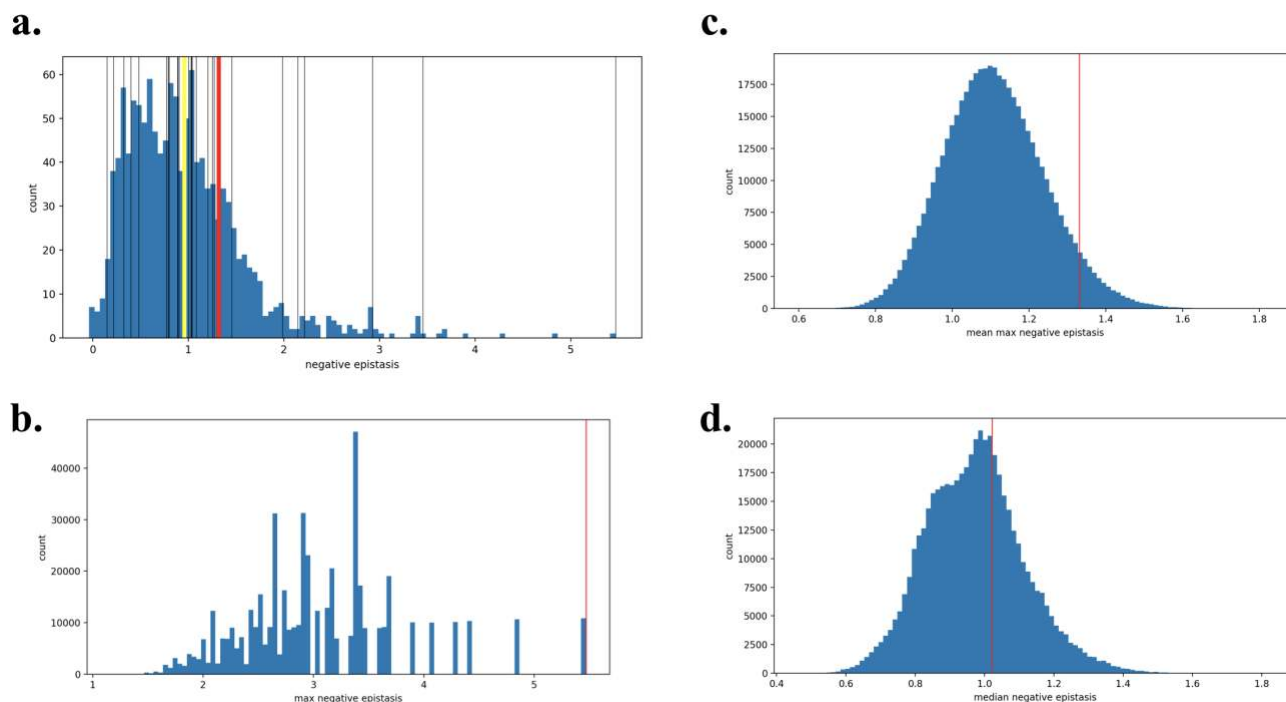 a.
count
60
50
40
30
20
10
0
0 1 2 3 4 5
negative epistasis
b.
count
40000
30000
20000
10000
0
1 2 3 4 5
max negative epistasis
c.
count
17500
15000
12500
10000
7500
5000
2500
0
0.6 0.8 1.0 1.2 1.4 1.6 1.8
mean max negative epistasis
d.
count
20000
17500
15000
12500
10000
7500
5000
2500
0
0.4 0.6 0.8 1.0 1.2 1.4 1.6 1.8
median negative epistasis